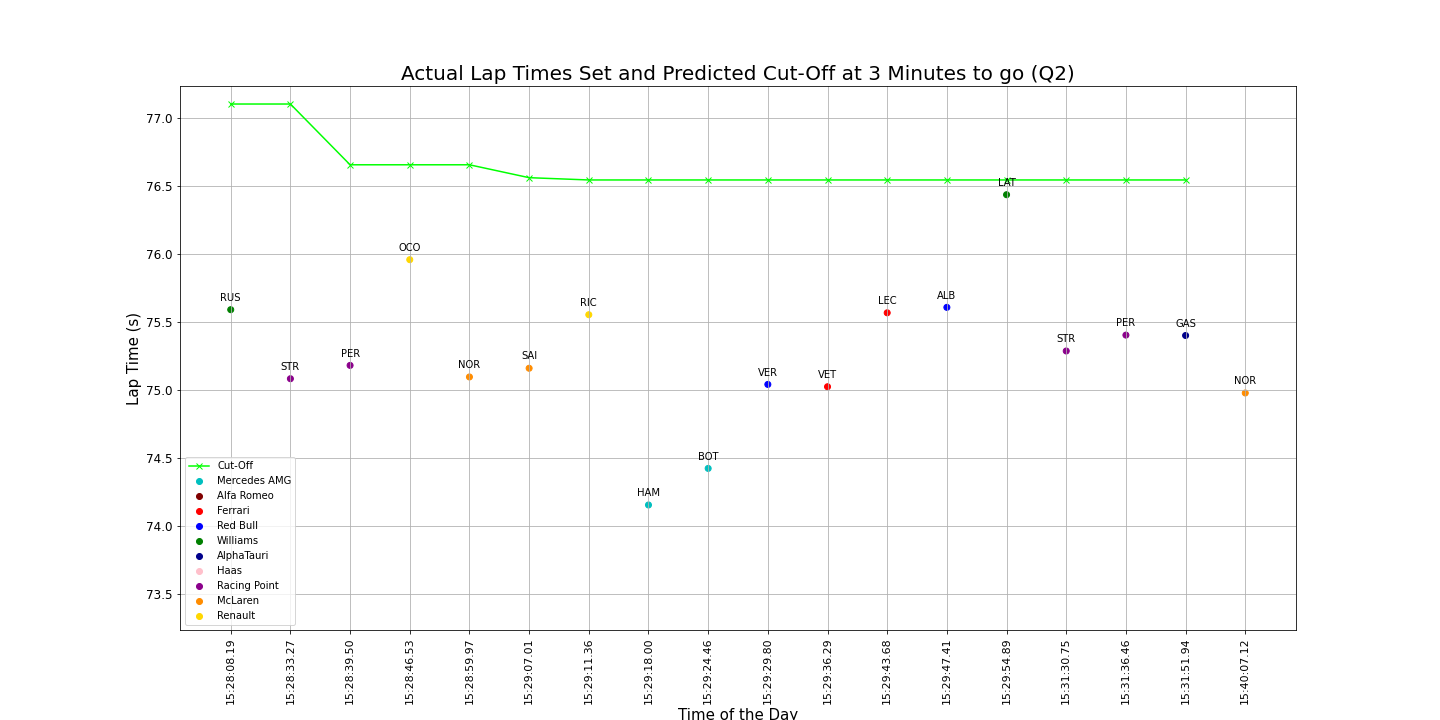 Actual Lap Times Set and Predicted Cut-Off at 3 Minutes to go (Q2)
77.0
76.5
76.0
75.5
75.0
74.5
74.0
73.5
Lap Time (s)
RUS
STR
PER
OCO
NOR
SAI
RIC
HAM
BOT
VER
VET
LEC
ALB
LAT
STR
PER
GAS
NOR
Cut-Off
Mercedes AMG
Alfa Romeo
Ferrari
Red Bull
Williams
AlphaTauri
Haas
Racing Point
McLaren
Renault
15:28:08.19
15:28:33.27
15:28:39.50
15:28:46.53
15:28:59.97
15:29:07.01
15:29:11.36
15:29:18.00
15:29:24.46
15:29:29.80
15:29:36.29
15:29:43.68
15:29:47.41
15:29:54.89
15:31:30.75
15:31:36.46
15:31:51.94
15:40:07.12
Time of the Day